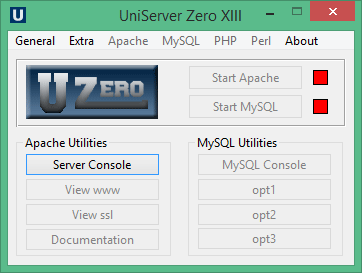 U UniServer Zero XIII
General Extra Apache MySQL PHP Perl About
U ZERO
Start Apache
Start MySQL
Apache Utilities
Server Console
View www
View ssl
Documentation
MySQL Utilities
MySQL Console
opt1
opt2
opt3